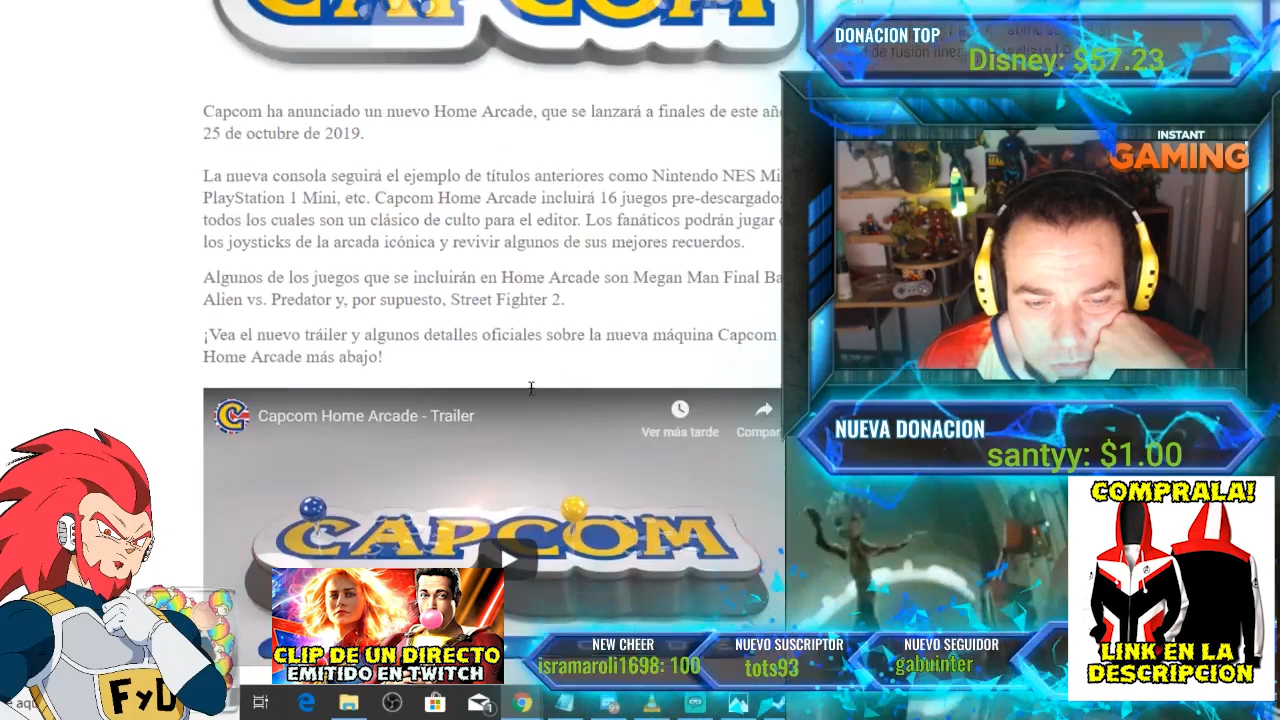 CAPCOM
Capcom ha anunciado un nuevo Home Arcade, que se lanzará a finales de este añ
25 de octubre de 2019.
La nueva consola seguirá el ejemplo de títulos anteriores como Nintendo NES Mi
PlayStation 1 Mini, etc. Capcom Home Arcade incluirá 16 juegos pre-descargados
todos los cuales son un clásico de culto para el editor. Los fanáticos podrán jugar
los joysticks de la arcada icónica y revivir algunos de sus mejores recuerdos.
Algunos de los juegos que se incluirán en Home Arcade son Megan Man Final Ba
Alien vs. Predator y, por supuesto, Street Fighter 2.
¡Vea el nuevo tráiler y algunos detalles oficiales sobre la nueva máquina Capcom
Home Arcade más abajo!
Capcom Home Arcade - Trailer
Ver más tarde
Compar
CAPCOM
CLIP DE UN DIRECTO
EMITIDO EN TWITCH
FyD
DONACION TOP
Disney: $57.23
INSTANT
GAMING
NUEVA DONACION
santyy: $1.00
COMPRALA!
LINK EN LA
DESCRIPCION
NEW CHEER
isramaroli1698: 100
NUEVO SUSCRIPTOR
tots93
NUEVO SEGUIDOR
gabuinter
e aqu
1